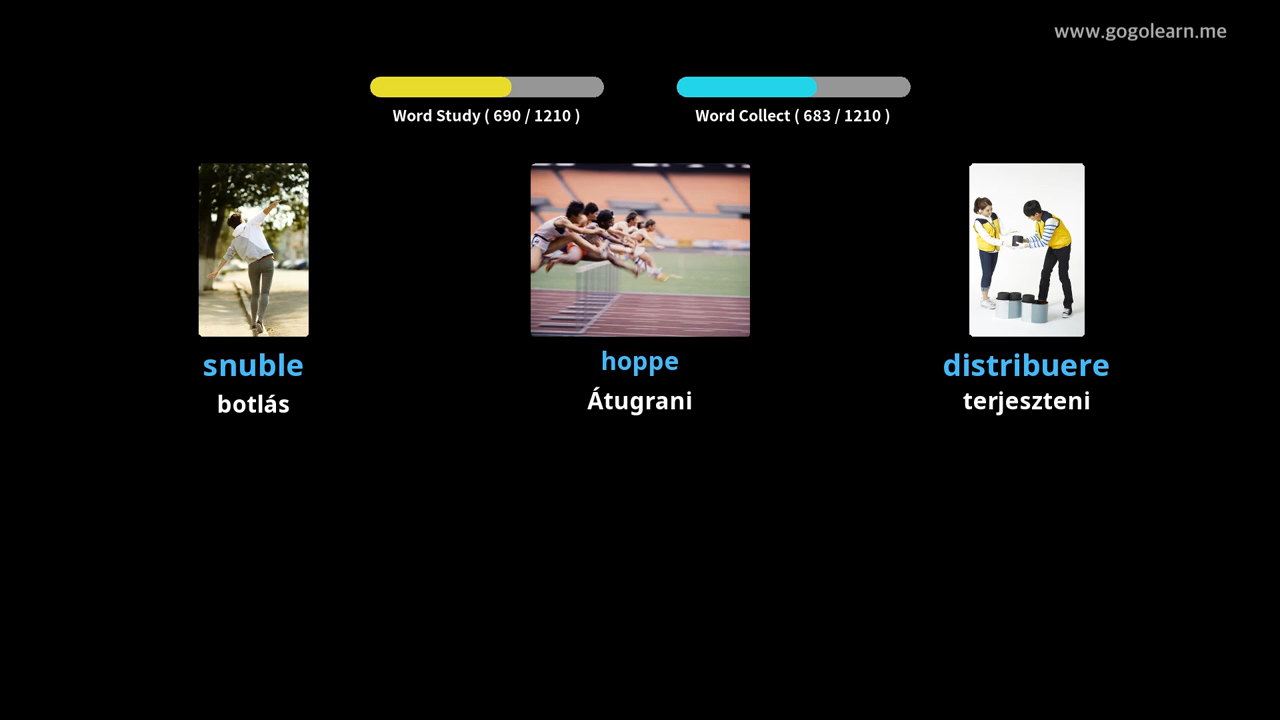 www.gogolearn.me
Word Study ( 690 / 1210 )
Word Collect ( 683 / 1210 )
snuble
botlás
hoppe
Átugrani
distribuere
terjeszteni